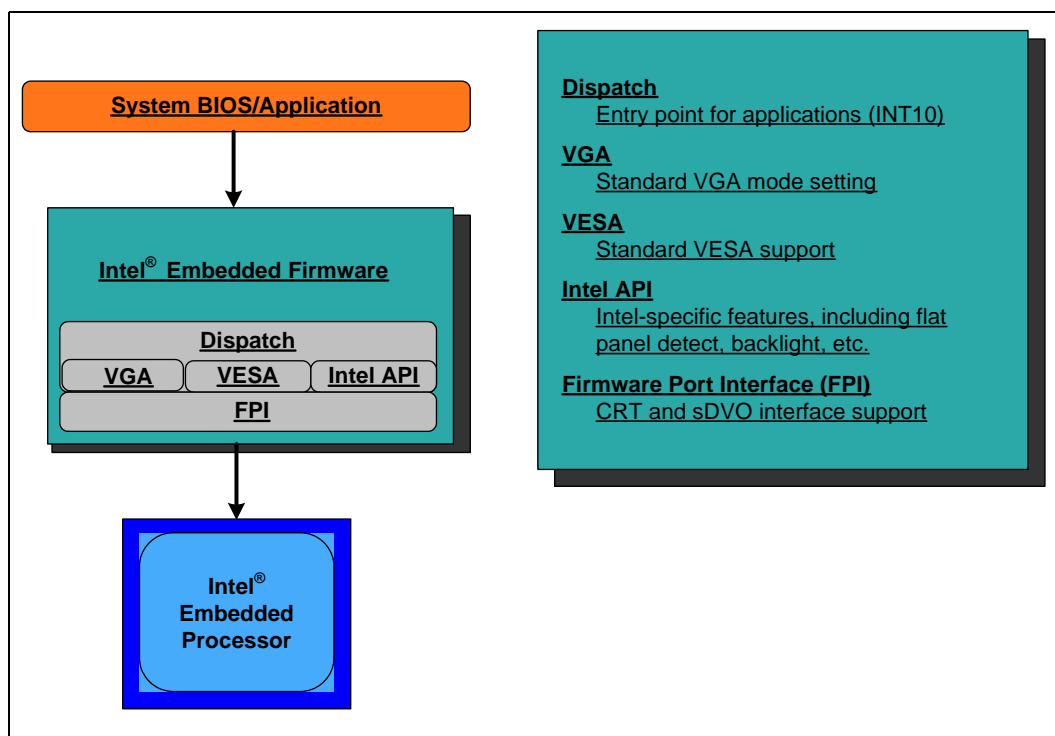 System BIOS/Application
Intel® Embedded Firmware
Dispatch
VGA VESA Intel API
FPI
Intel®
Embedded
Processor
Dispatch
Entry point for applications (INT10)
VGA
Standard VGA mode setting
VESA
Standard VESA support
Intel API
Intel-specific features, including flat
panel detect, backlight, etc.
Firmware Port Interface (FPI)
CRT and sDVO interface support